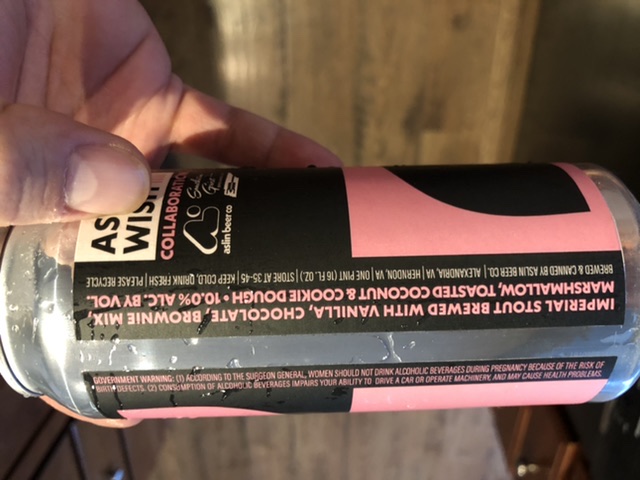 AS
WISH
COLLABORATIO
aslin beer co
BREWED & CANNED BY ASLIN BEER CO. | ALEXANDRIA, VA | HERNDON, VA | ONE PINT (16 FL. OZ.) | STORE AT 35-45 | KEEP COLD, DRINK FRESH | PLEASE RECYCLE
IMPERIAL STOUT BREWED WITH VANILLA, CHOCOLATE, BROWNIE MIX,
MARSHMALLOW, TOASTED COCONUT & COOKIE DOUGH • 10.0% ALC. BY VOL.
GOVERNMENT WARNING: (1) ACCORDING TO THE SURGEON GENERAL, WOMEN SHOULD NOT DRINK ALCOHOLIC BEVERAGES DURING PREGNANCY BECAUSE OF THE RISK OF
BIRTH DEFECTS. (2) CONSUMPTION OF ALCOHOLIC BEVERAGES IMPAIRS YOUR ABILITY TO DRIVE A CAR OR OPERATE MACHINERY, AND MAY CAUSE HEALTH PROBLEMS.